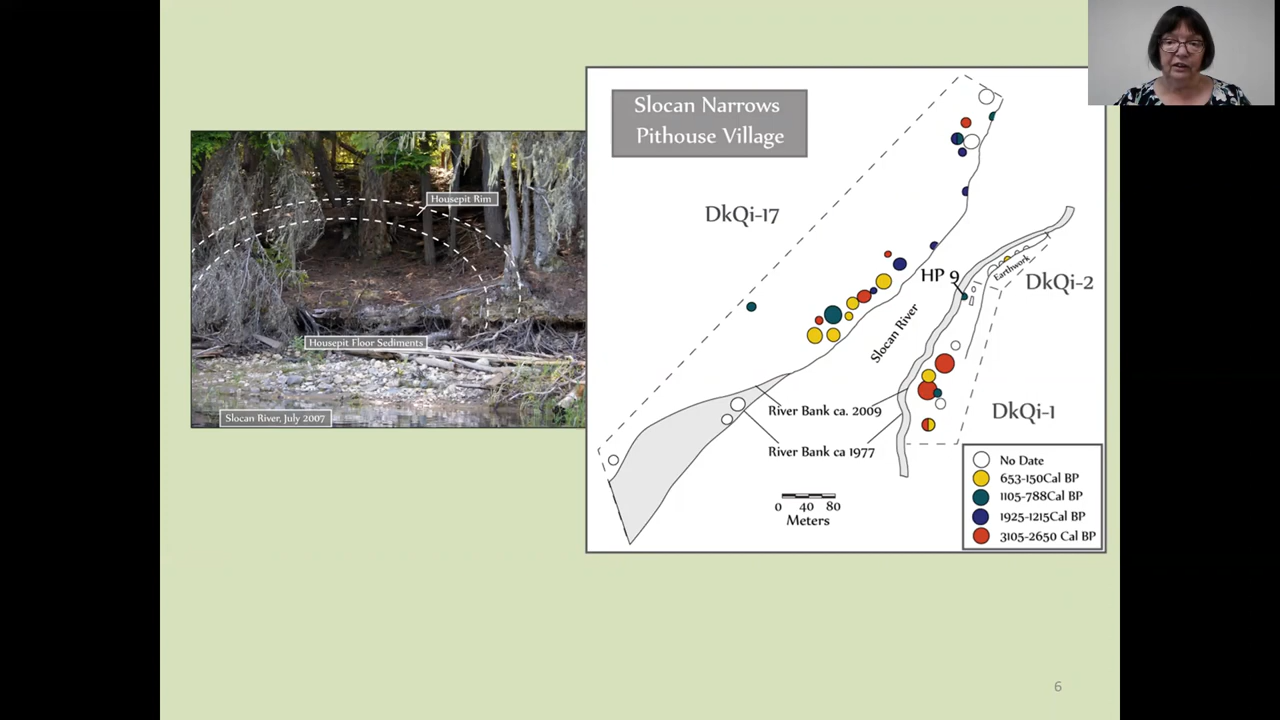 Housepit Rim
Housepit Floor Sediments
Slocan River, July 2007
Slocan Narrows
Pithouse Village
DkQi-17
HP 9
Earthwork
DkQi-2
Slocan River
River Bank ca. 2009
DkQi-1
River Bank ca 1977
0 40 80
Meters
No Date
653-150Cal BP
1105-788Cal BP
1925-1215Cal BP
3105-2650 Cal BP
6